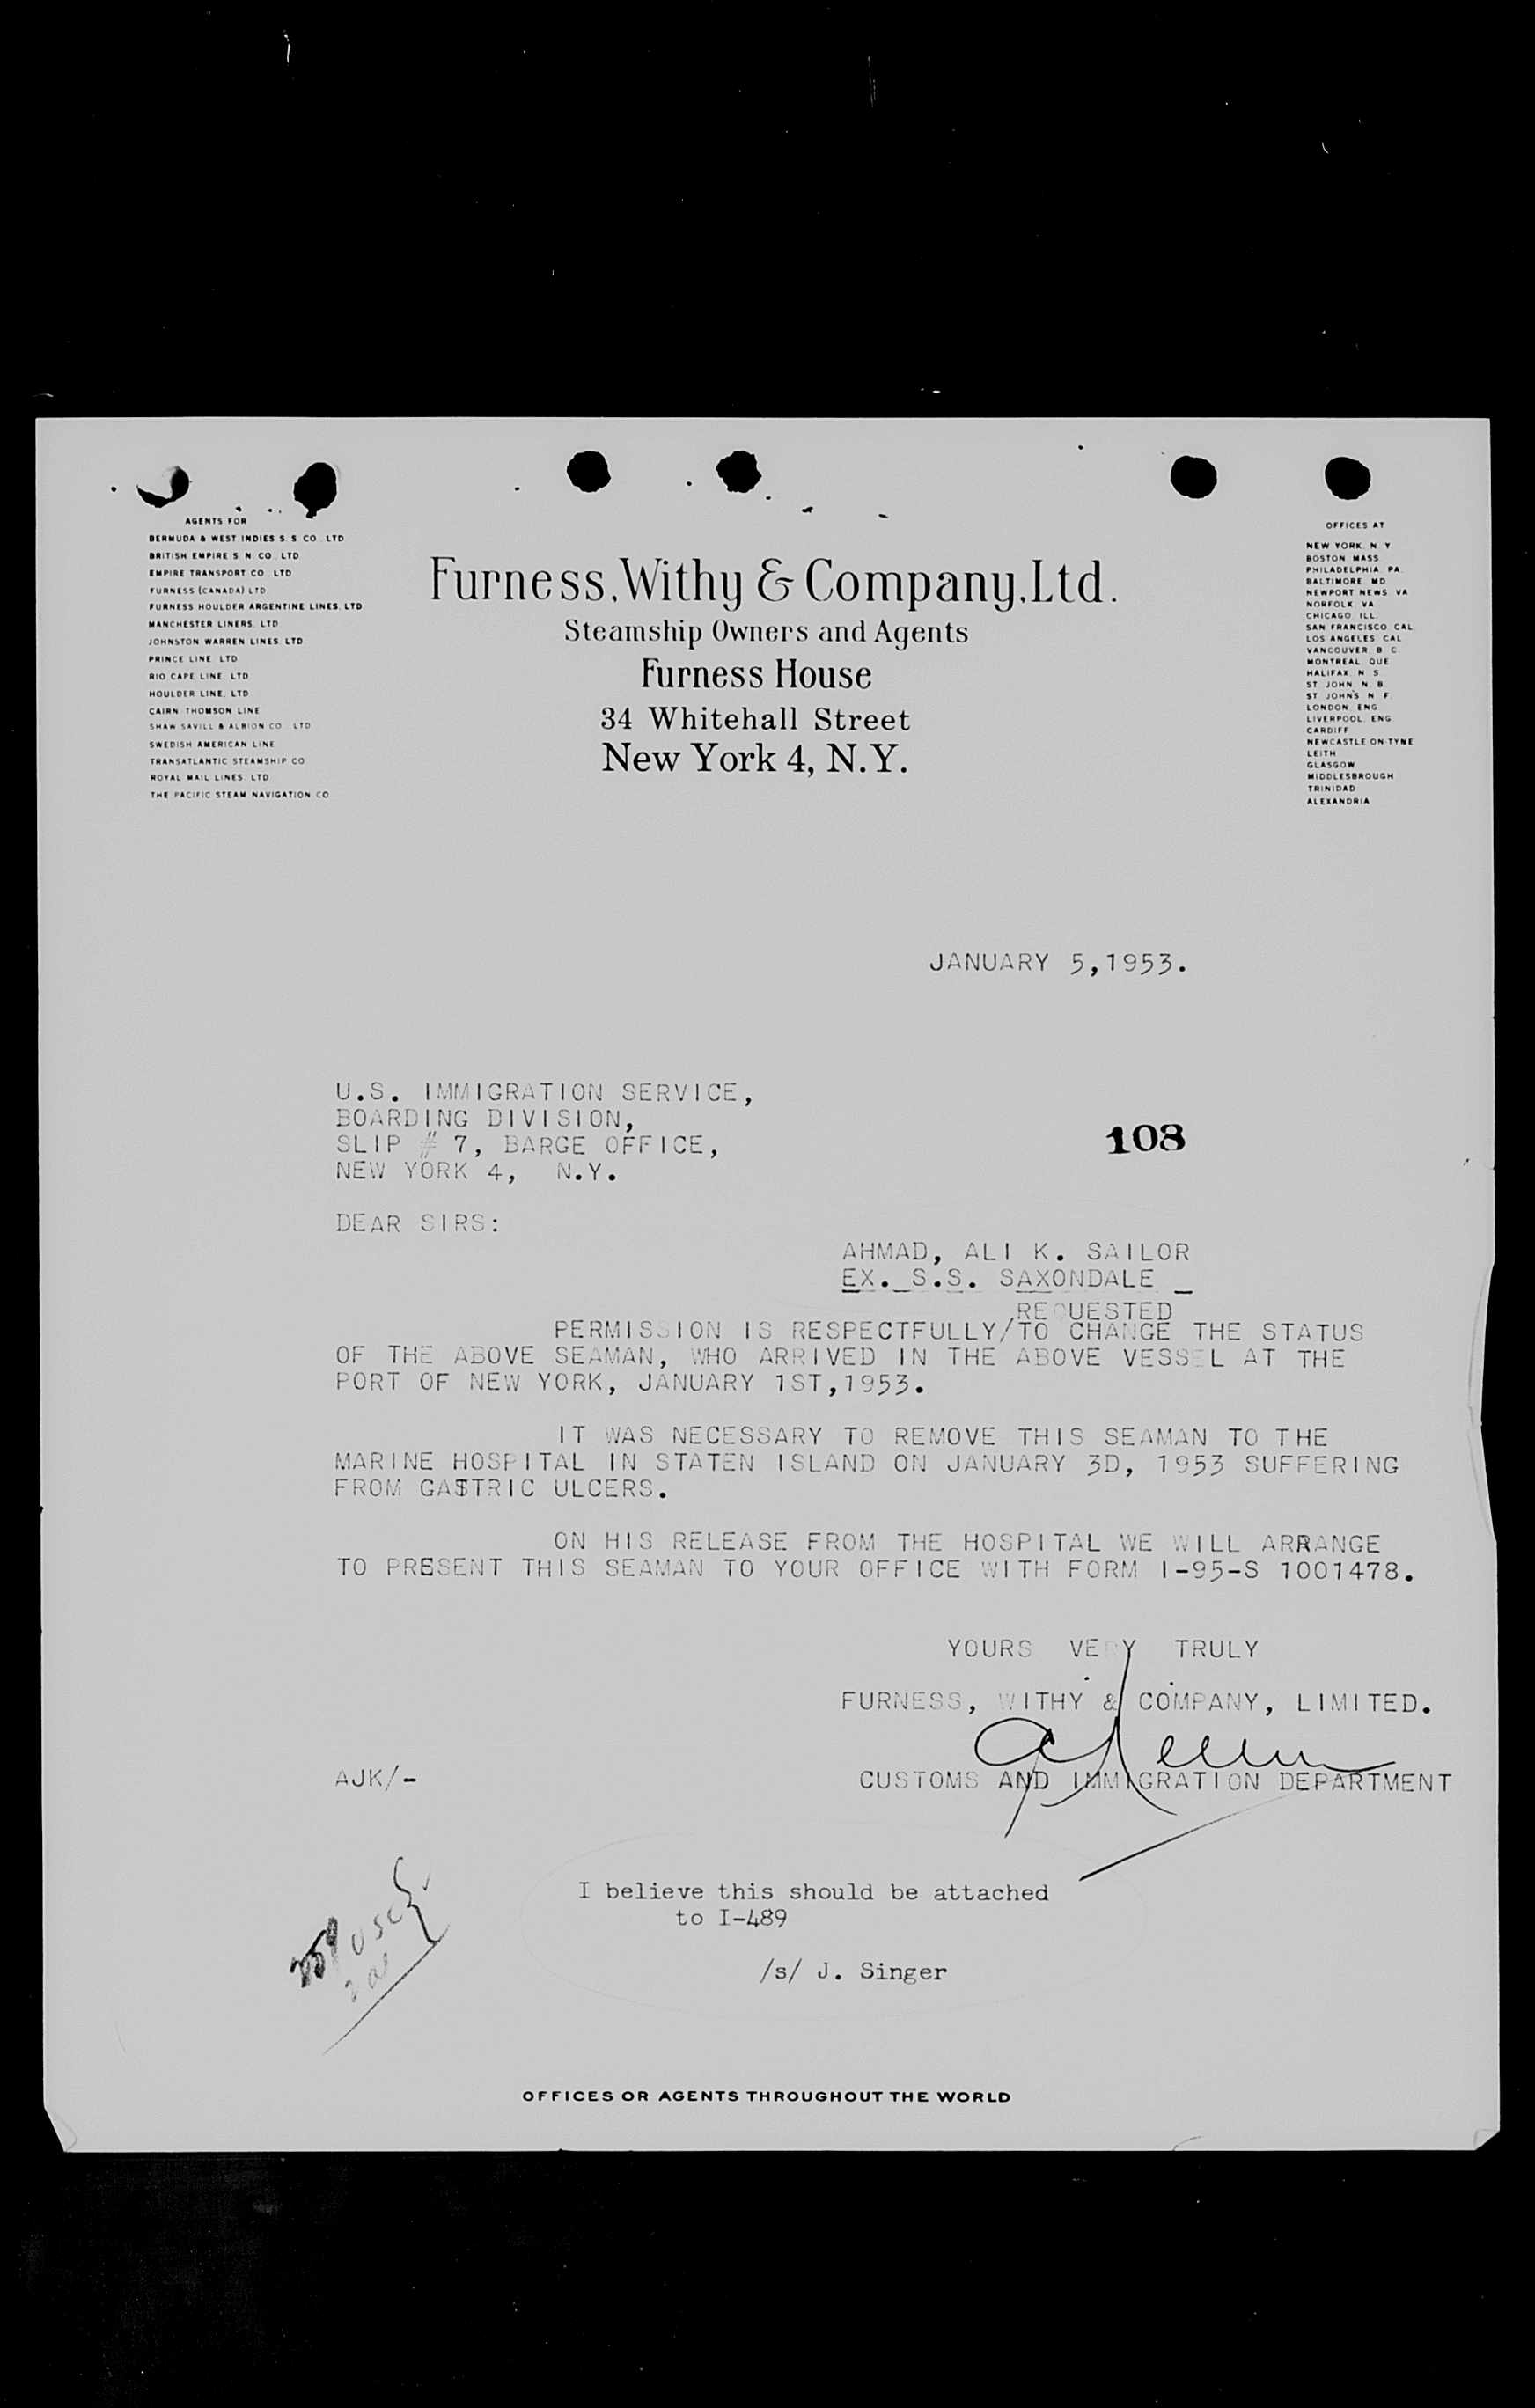 AGENTS FOR
BERMUDA & WEST INDIES S. S. CO., LTD.
BRITISH EMPIRE S. N. CO., LTD.
EMPIRE TRANSPORT CO., LTD.
FURNESS (CANADA) LTD.
FURNESS HOULDER ARGENTINE LINES, LTD.
MANCHESTER LINERS, LTD.
JOHNSTON WARREN LINES, LTD.
PRINCE LINE, LTD.
RIO CAPE LINE, LTD.
HOULDER LINE, LTD.
CAIRN THOMSON LINE
SHAW SAVILL & ALBION CO., LTD.
SWEDISH AMERICAN LINE
TRANSATLANTIC STEAMSHIP CO.
ROYAL MAIL LINES, LTD.
THE PACIFIC STEAM NAVIGATION CO.
Furness, Withy & Company, Ltd.
Steamship Owners and Agents
Furness House
34 Whitehall Street
New York 4, N.Y.
OFFICES AT
NEW YORK, N. Y.
BOSTON, MASS.
PHILADELPHIA, PA.
BALTIMORE, MD.
NEWPORT NEWS, VA.
NORFOLK, VA.
CHICAGO, ILL.
SAN FRANCISCO, CAL.
LOS ANGELES, CAL.
VANCOUVER, B. C.
MONTREAL, QUE.
HALIFAX, N. S.
ST. JOHN, N. B.
ST. JOHN'S, N. F.
LONDON, ENG.
LIVERPOOL, ENG.
CARDIFF
NEWCASTLE ON TYNE
LEITH
GLASGOW
MIDDLESBROUGH
TRINIDAD
ALEXANDRIA
JANUARY 5,1953.
U.S. IMMIGRATION SERVICE,
BOARDING DIVISION,
SLIP # 7, BARGE OFFICE,
NEW YORK 4, N.Y.
108
DEAR SIRS:
AHMAD, ALI K. SAILOR
EX. S.S. SAXONDALE _
REQUESTED
PERMISSION IS RESPECTFULLY/TO CHANGE THE STATUS
OF THE ABOVE SEAMAN, WHO ARRIVED IN THE ABOVE VESSEL AT THE
PORT OF NEW YORK, JANUARY 1ST,1953.
IT WAS NECESSARY TO REMOVE THIS SEAMAN TO THE
MARINE HOSPITAL IN STATEN ISLAND ON JANUARY 3D, 1953 SUFFERING
FROM GASTRIC ULCERS.
ON HIS RELEASE FROM THE HOSPITAL WE WILL ARRANGE
TO PRESENT THIS SEAMAN TO YOUR OFFICE WITH FORM I-95-S 1001478.
YOURS VERY TRULY
FURNESS, WITHY & COMPANY, LIMITED.
AJK/-
CUSTOMS AND IMMIGRATION DEPARTMENT
I believe this should be attached
to I-489
/s/ J. Singer
OFFICES OR AGENTS THROUGHOUT THE WORLD